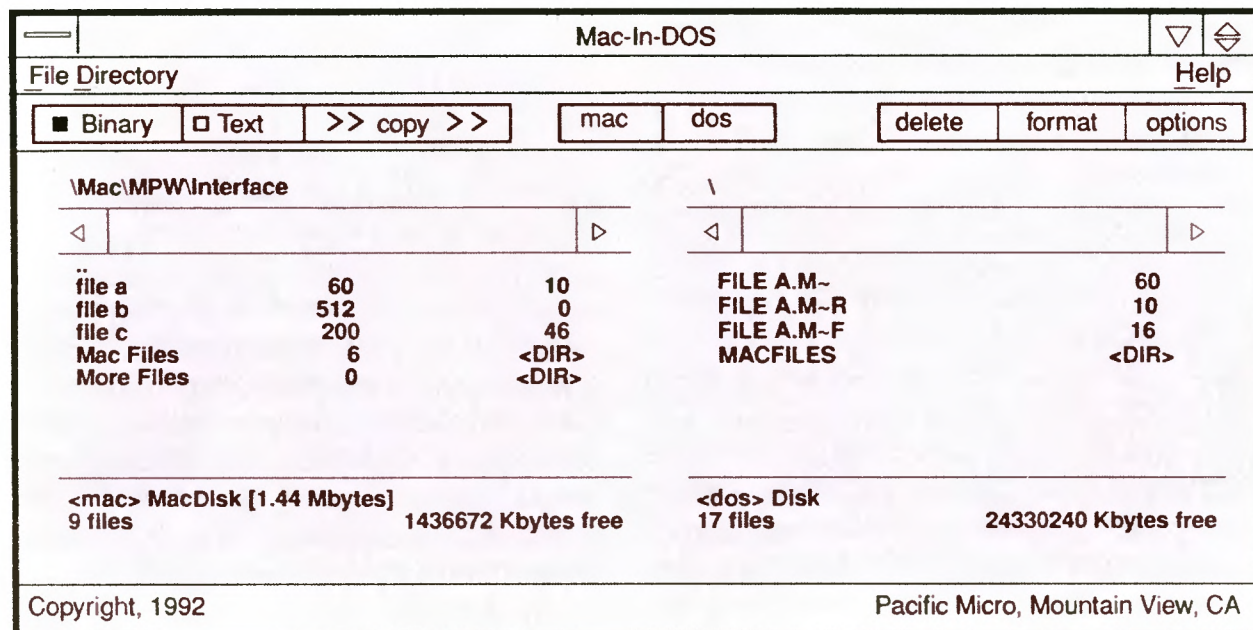 Mac-In-DOS
File Directory Help
Binary Text >> copy >> mac dos delete format options
\Mac\MPW\Interface \
..
file a 60 10 FILE A.M~ 60
file b 512 0 FILE A.M~R 10
file c 200 46 FILE A.M~F 16
Mac Files 6 <DIR> MACFILES <DIR>
More Files 0 <DIR>
<mac> MacDisk [1.44 Mbytes] <dos> Disk
9 files 1436672 Kbytes free 17 files 24330240 Kbytes free
Copyright, 1992 Pacific Micro, Mountain View, CA